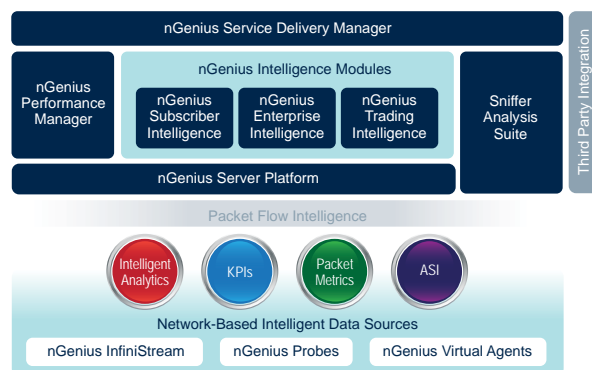 nGenius Service Delivery Manager
Third Party Integration
nGenius
Performance
Manager
nGenius Intelligence Modules
nGenius
Subscriber
Intelligence
nGenius
Enterprise
Intelligence
nGenius
Trading
Intelligence
Sniffer
Analysis
Suite
nGenius Server Platform
Packet Flow Intelligence
Intelligent
Analytics
KPIs
Packet
Metrics
ASI
Network-Based Intelligent Data Sources
nGenius InfiniStream
nGenius Probes
nGenius Virtual Agents